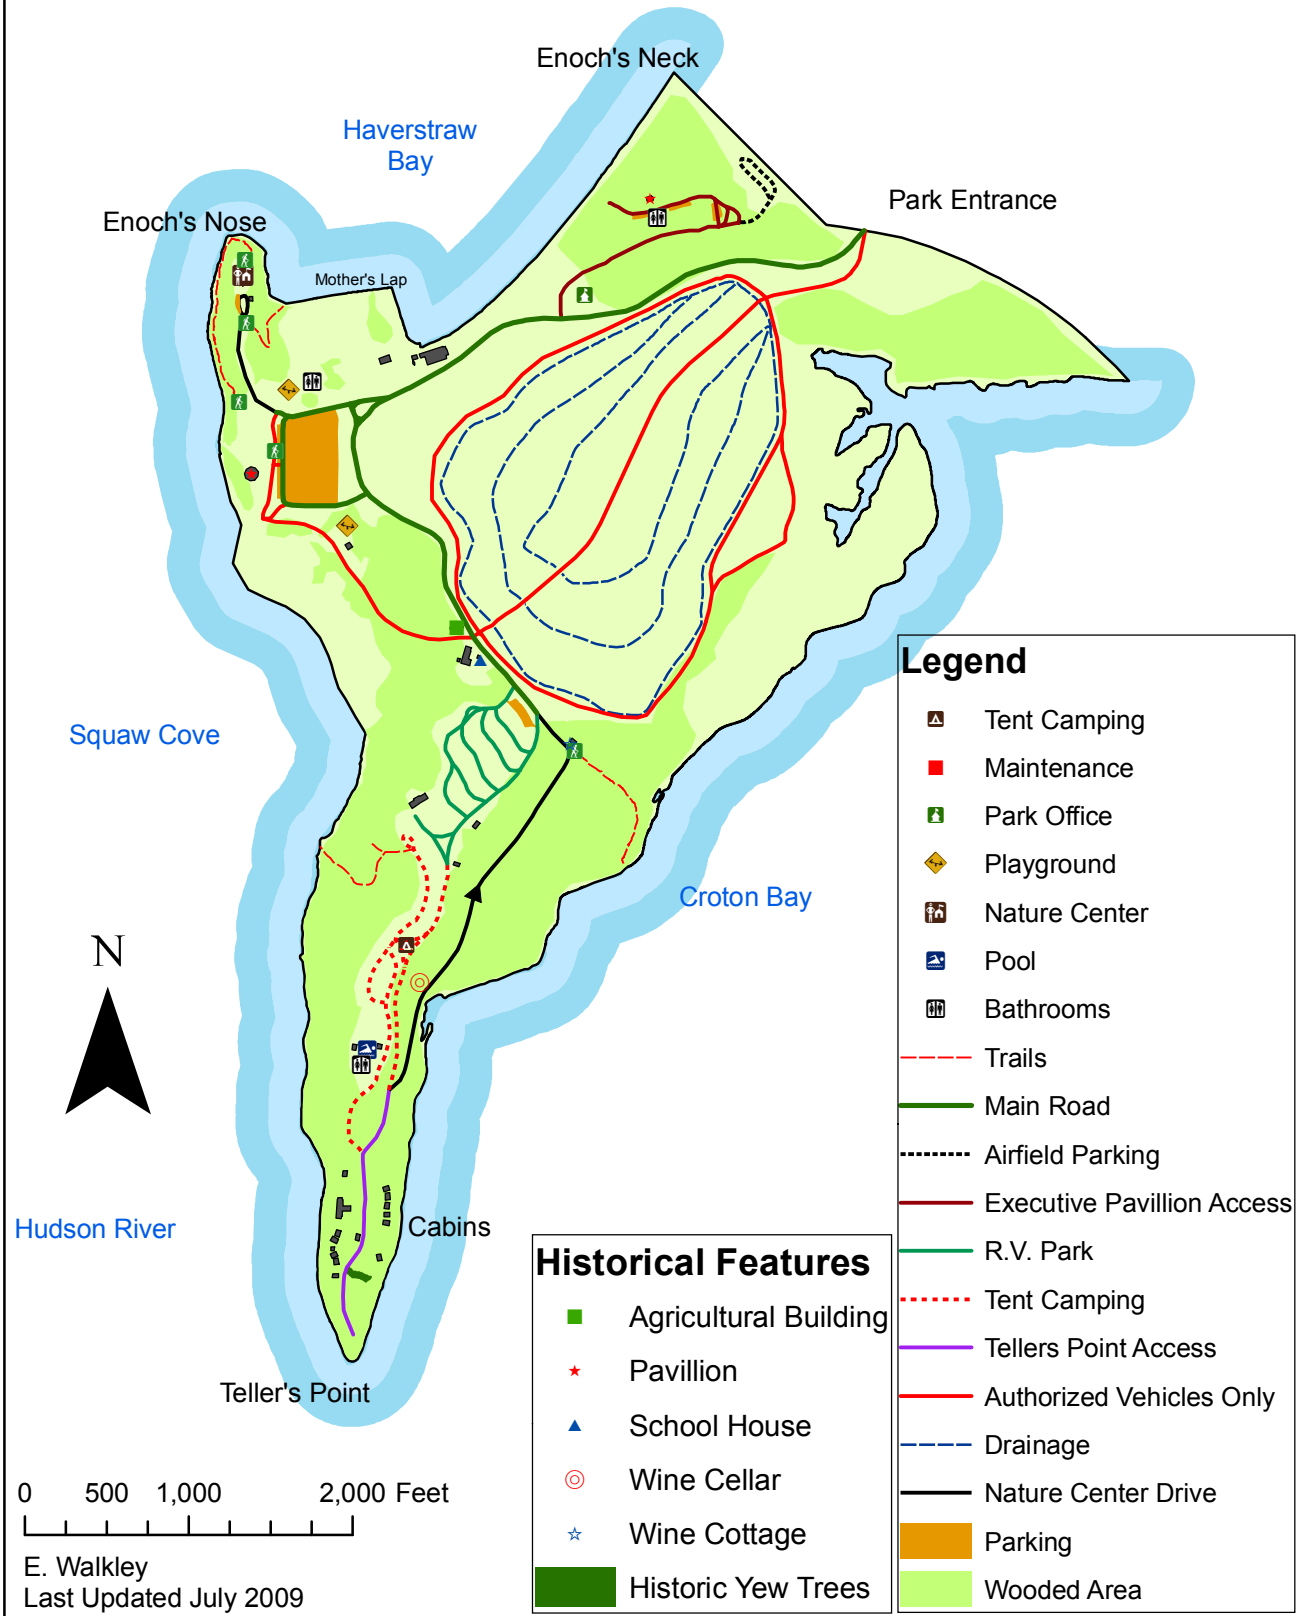 Enoch's Neck
Haverstraw
Bay
Park Entrance
Enoch's Nose
Mother's Lap
Squaw Cove
Croton Bay
N
Hudson River
Cabins
Teller's Point
0 500 1,000 2,000 Feet
E. Walkley
Last Updated July 2009
Historical Features
Agricultural Building
Pavillion
School House
Wine Cellar
Wine Cottage
Historic Yew Trees
Legend
Tent Camping
Maintenance
Park Office
Playground
Nature Center
Pool
Bathrooms
Trails
Main Road
Airfield Parking
Executive Pavillion Access
R.V. Park
Tent Camping
Tellers Point Access
Authorized Vehicles Only
Drainage
Nature Center Drive
Parking
Wooded Area